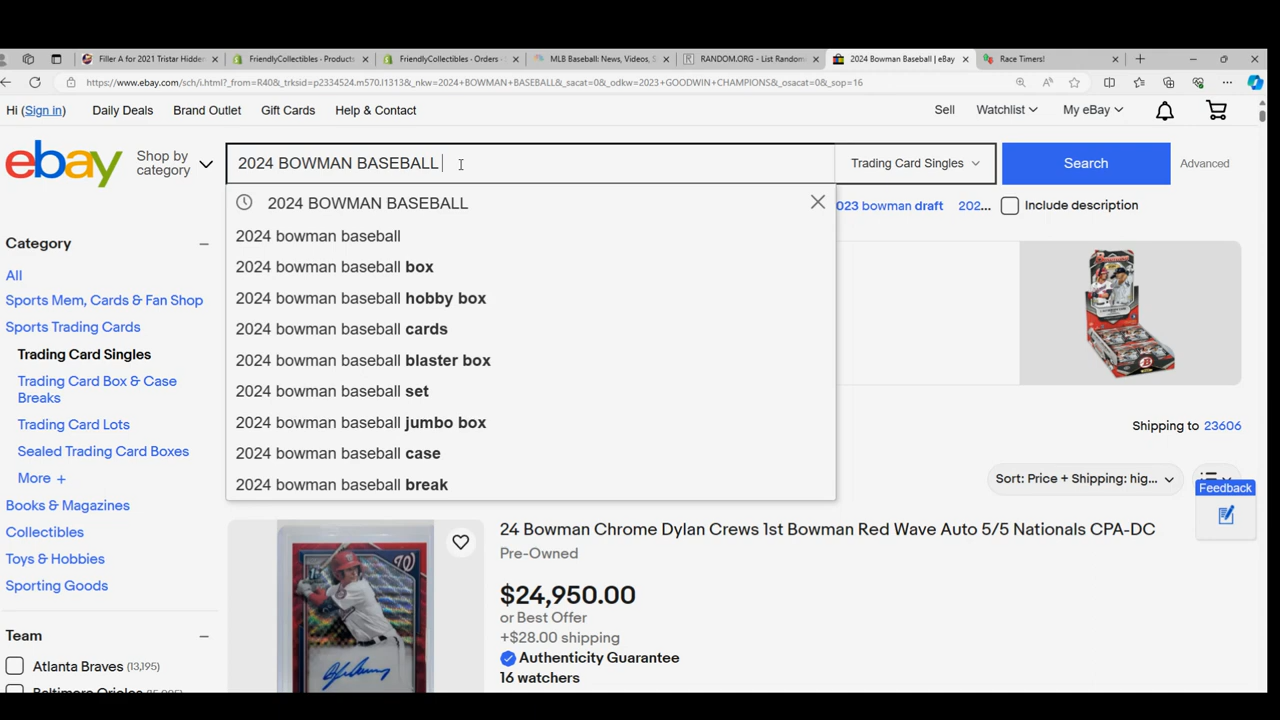 Filler A for 2021 Tristar Hidden
FriendlyCollectibles - Products
FriendlyCollectibles - Orders -
MLB Baseball: News, Videos, S
RANDOM.ORG - List Random
2024 Bowman Baseball | eBay
Race Timers!
https://www.ebay.com/sch/i.html?_from=R40&_trksid=p2334524.m570.l1313&_nkw=2024+BOWMAN+BASEBALL&_sacat=0&_odkw=2023+GOODWIN+CHAMPIONS&_osacat=0&_sop=16
Hi (Sign in) Daily Deals Brand Outlet Gift Cards Help & Contact Sell Watchlist My eBay
ebay Shop by category 2024 BOWMAN BASEBALL Trading Card Singles Search Advanced
2024 BOWMAN BASEBALL
023 bowman draft 202... Include description
2024 bowman baseball
2024 bowman baseball box
2024 bowman baseball hobby box
2024 bowman baseball cards
2024 bowman baseball blaster box
2024 bowman baseball set
2024 bowman baseball jumbo box
2024 bowman baseball case
2024 bowman baseball break
Category
All
Sports Mem, Cards & Fan Shop
Sports Trading Cards
Trading Card Singles
Trading Card Box & Case
Breaks
Trading Card Lots
Sealed Trading Card Boxes
More +
Books & Magazines
Collectibles
Toys & Hobbies
Sporting Goods
Team
Atlanta Braves (13,195)
Shipping to 23606
Sort: Price + Shipping: hig...
Feedback
24 Bowman Chrome Dylan Crews 1st Bowman Red Wave Auto 5/5 Nationals CPA-DC
Pre-Owned
$24,950.00
or Best Offer
+$28.00 shipping
Authenticity Guarantee
16 watchers